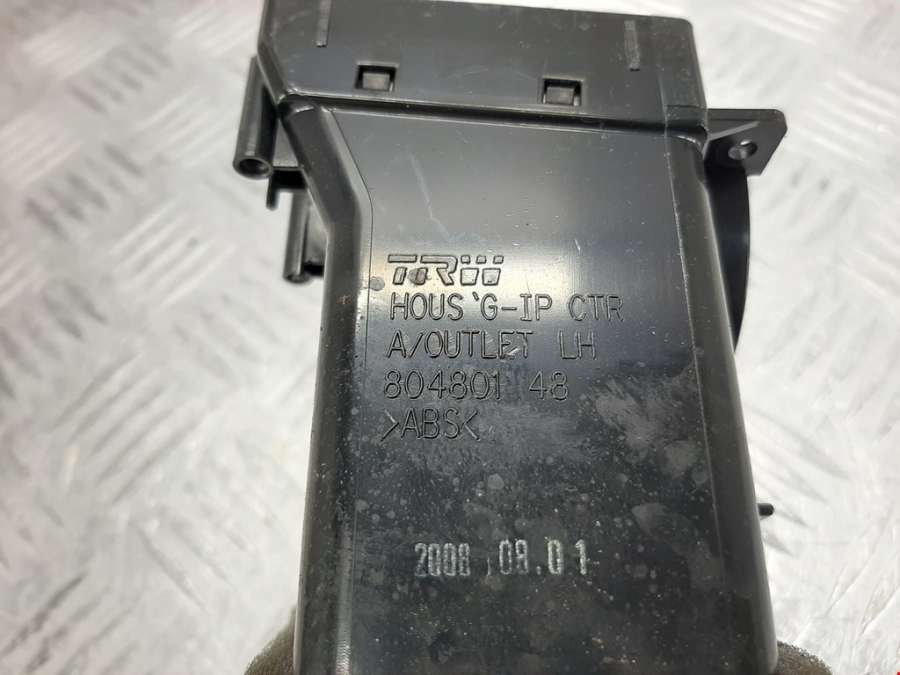 TRW
HOUS'G-IP CTR
A/OUTLET LH
804801 48
>ABS<
2008.08.01